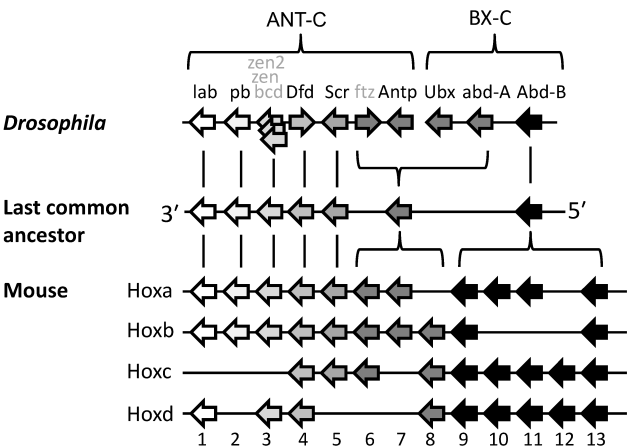 ANT-C BX-C
zen2
zen
lab pb bcd Dfd Scr ftz Antp Ubx abd-A Abd-B
Drosophila
Last common
ancestor
3′ 5′
Mouse Hoxa
Hoxb
Hoxc
Hoxd
1 2 3 4 5 6 7 8 9 10 11 12 13